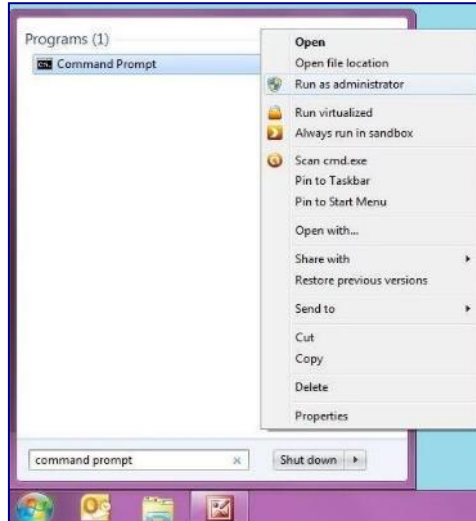 Programs (1)
Command Prompt
Open
Open file location
Run as administrator
Run virtualized
Always run in sandbox
Scan cmd.exe
Pin to Taskbar
Pin to Start Menu
Open with...
Share with
Restore previous versions
Send to
Cut
Copy
Delete
Properties
command prompt
Shut down